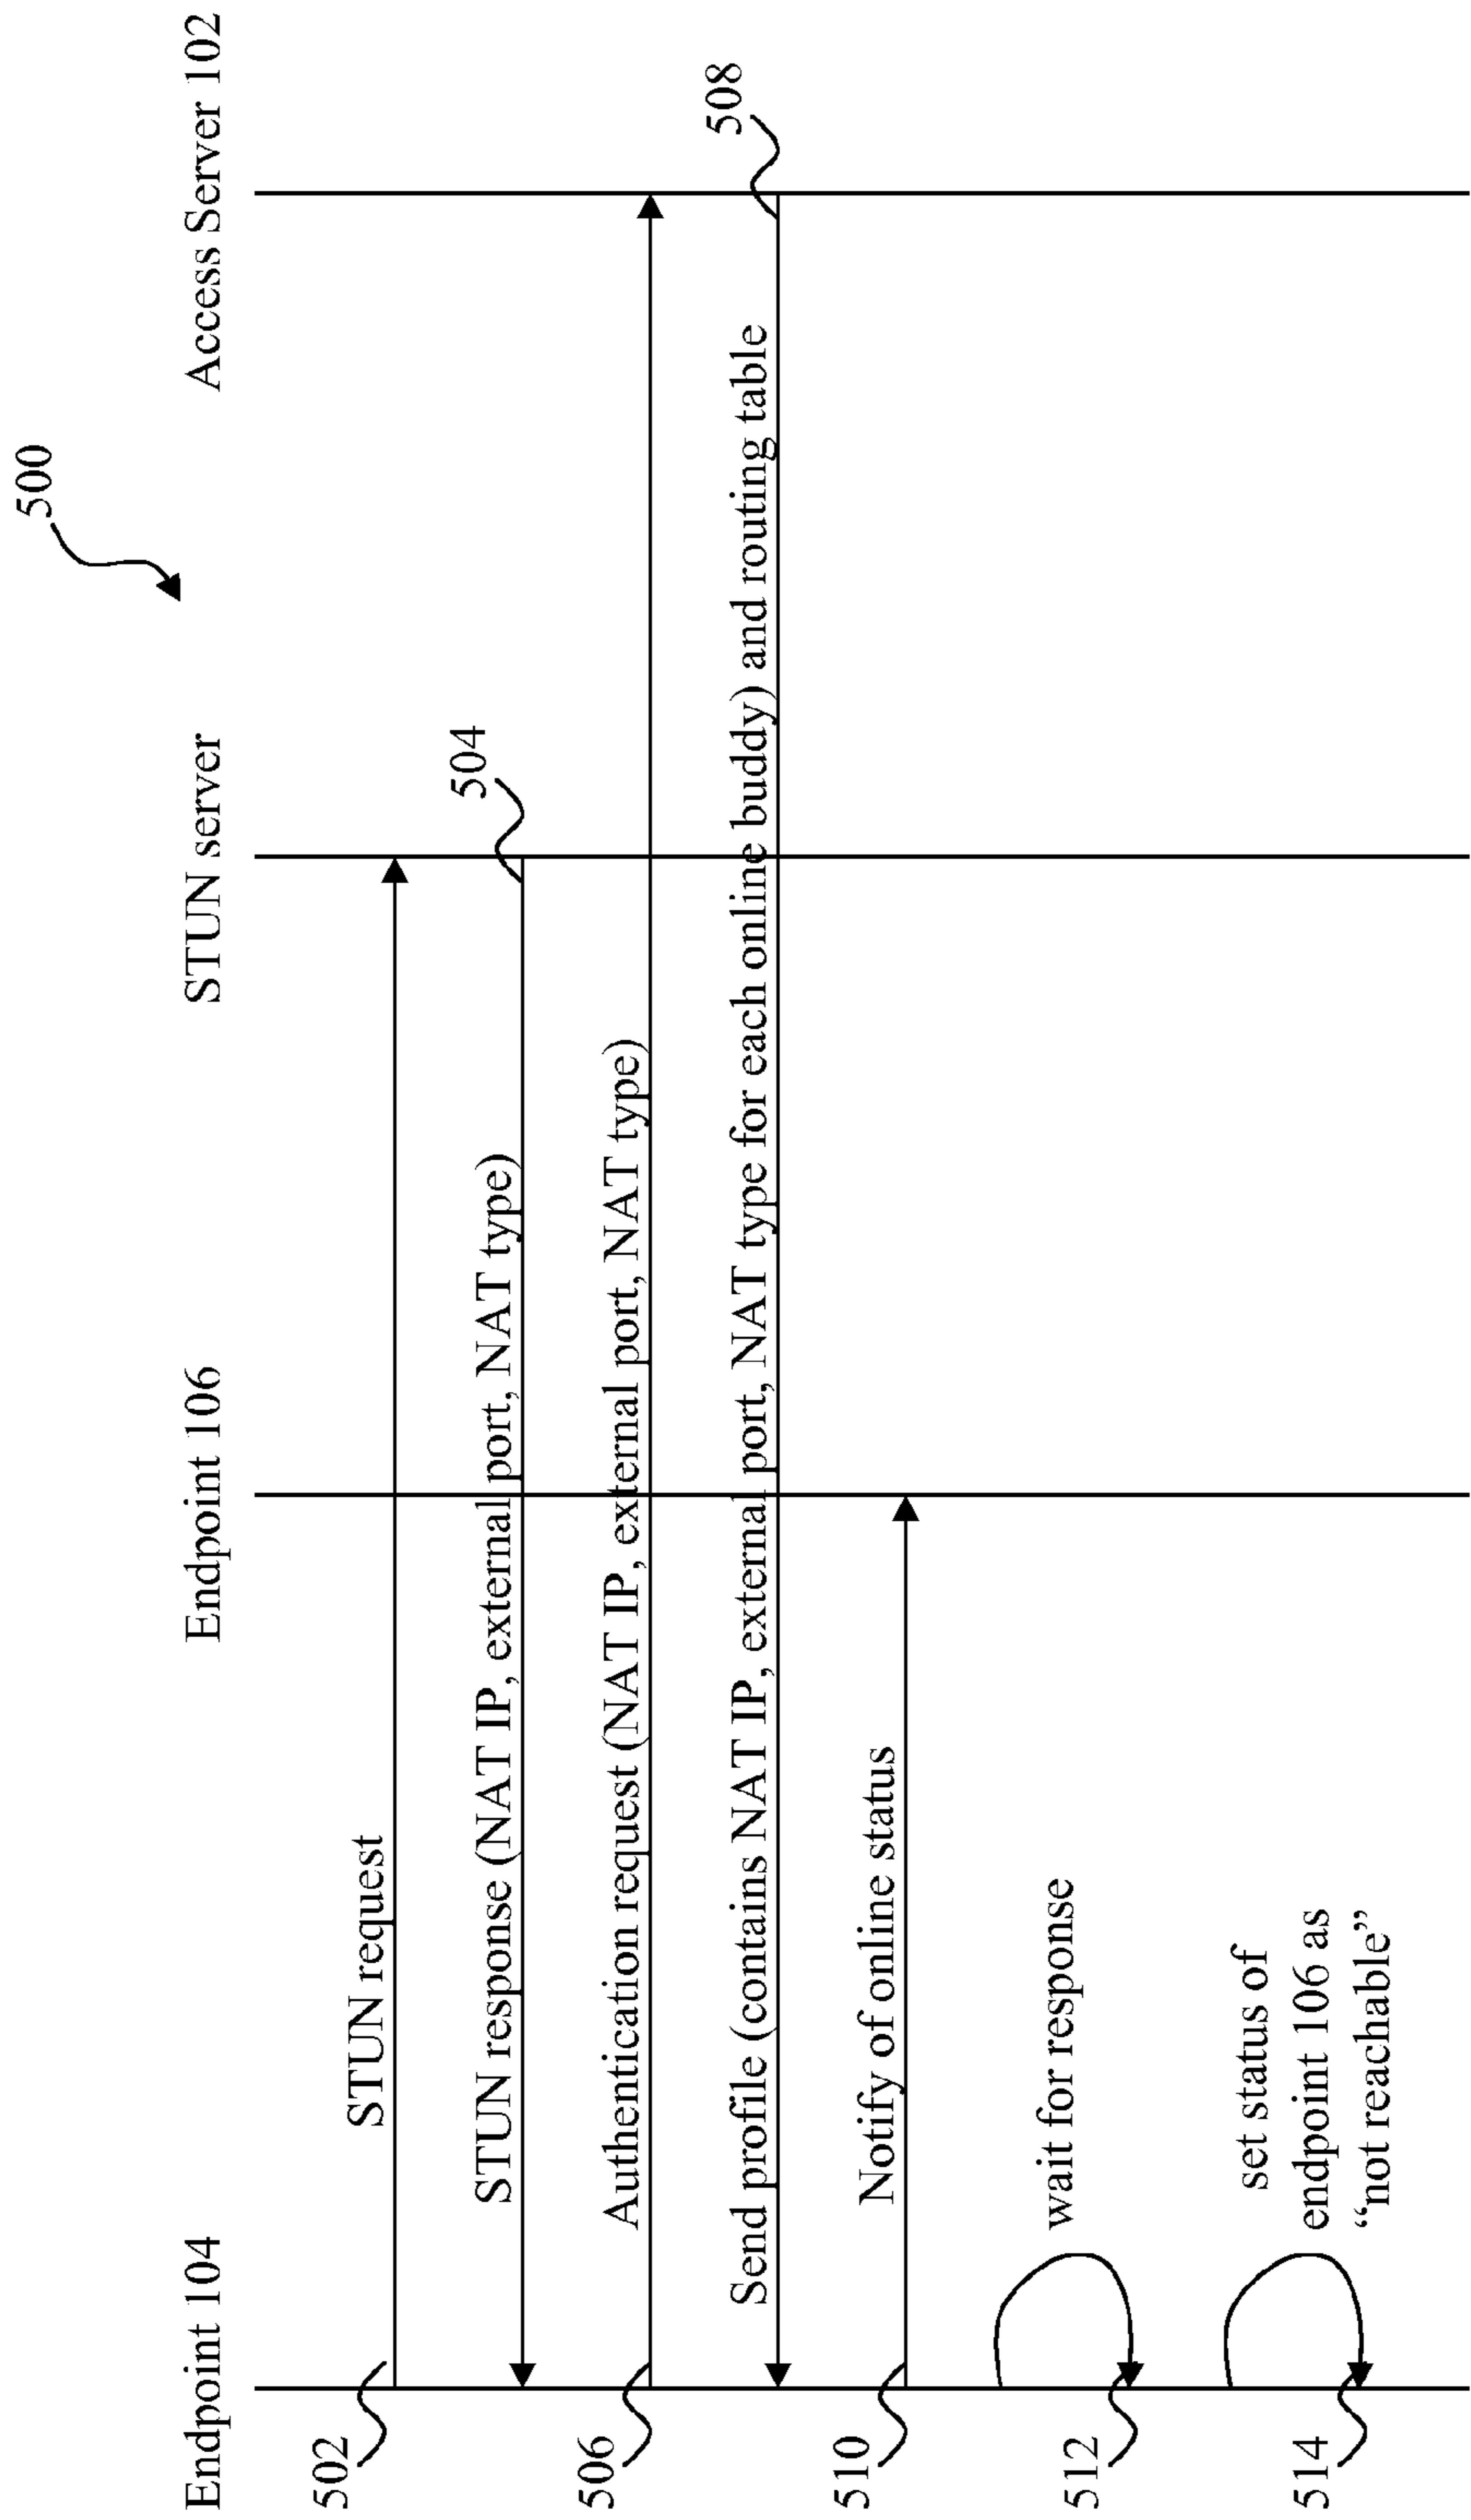 500
Endpoint 104
Endpoint 106
STUN server
Access Server 102
502
STUN request
504
STUN response (NAT IP, external port, NAT type)
506
Authentication request (NAT IP, external port, NAT type)
508
Send profile (contains NAT IP, external port, NAT type for each online buddy) and routing table
510
Notify of online status
512
wait for response
514
set status of
endpoint 106 as
“not reachable”